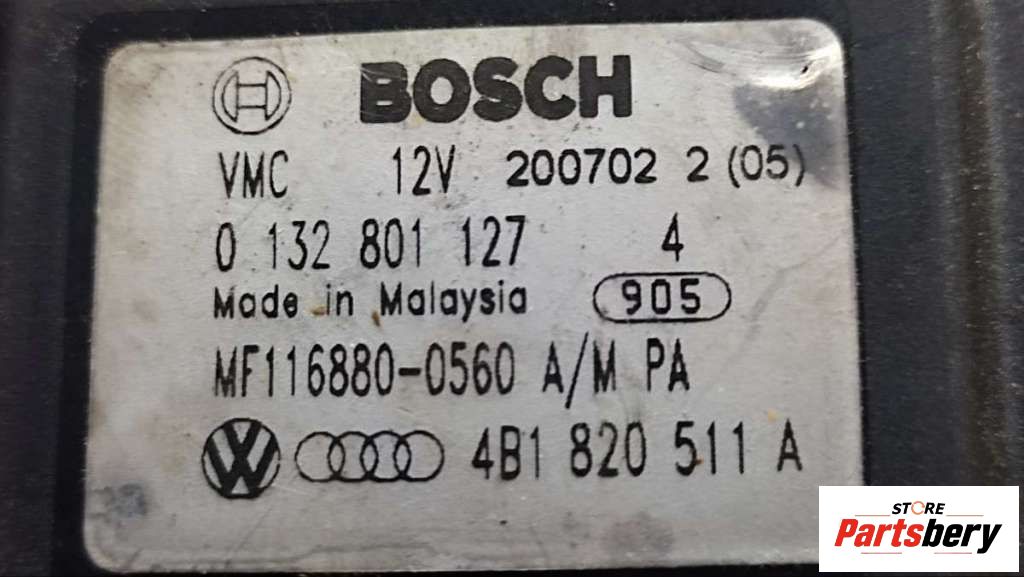 BOSCH
VMC 12V 200702 2 (05)
0 132 801 127 4
Made in Malaysia 905
MF116880-0560 A/M PA
VW 4B1 820 511 A
STORE
Partsbery